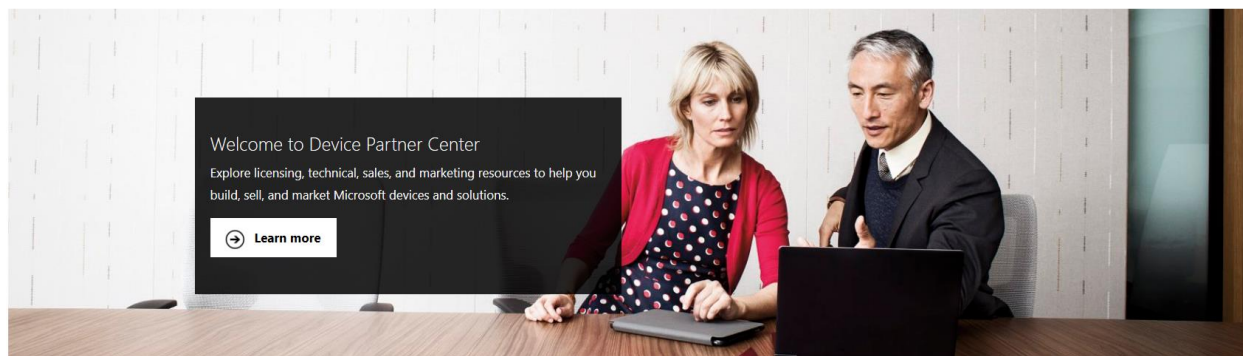 Welcome to Device Partner Center
Explore licensing, technical, sales, and marketing resources to help you
build, sell, and market Microsoft devices and solutions.
Learn more